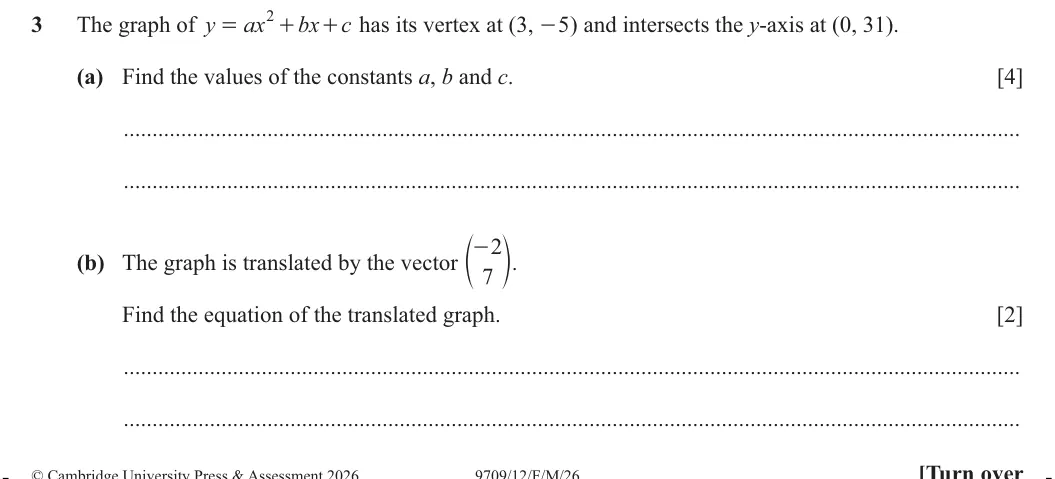 3 The graph of y = ax² + bx + c has its vertex at (3, −5) and intersects the y-axis at (0, 31).
(a) Find the values of the constants a, b and c. [4]
................................................................................
................................................................................
(b) The graph is translated by the vector (−2 7).
Find the equation of the translated graph. [2]
................................................................................
................................................................................
© Cambridge University Press & Assessment 2026 9709/12/F/M/26 [Turn over